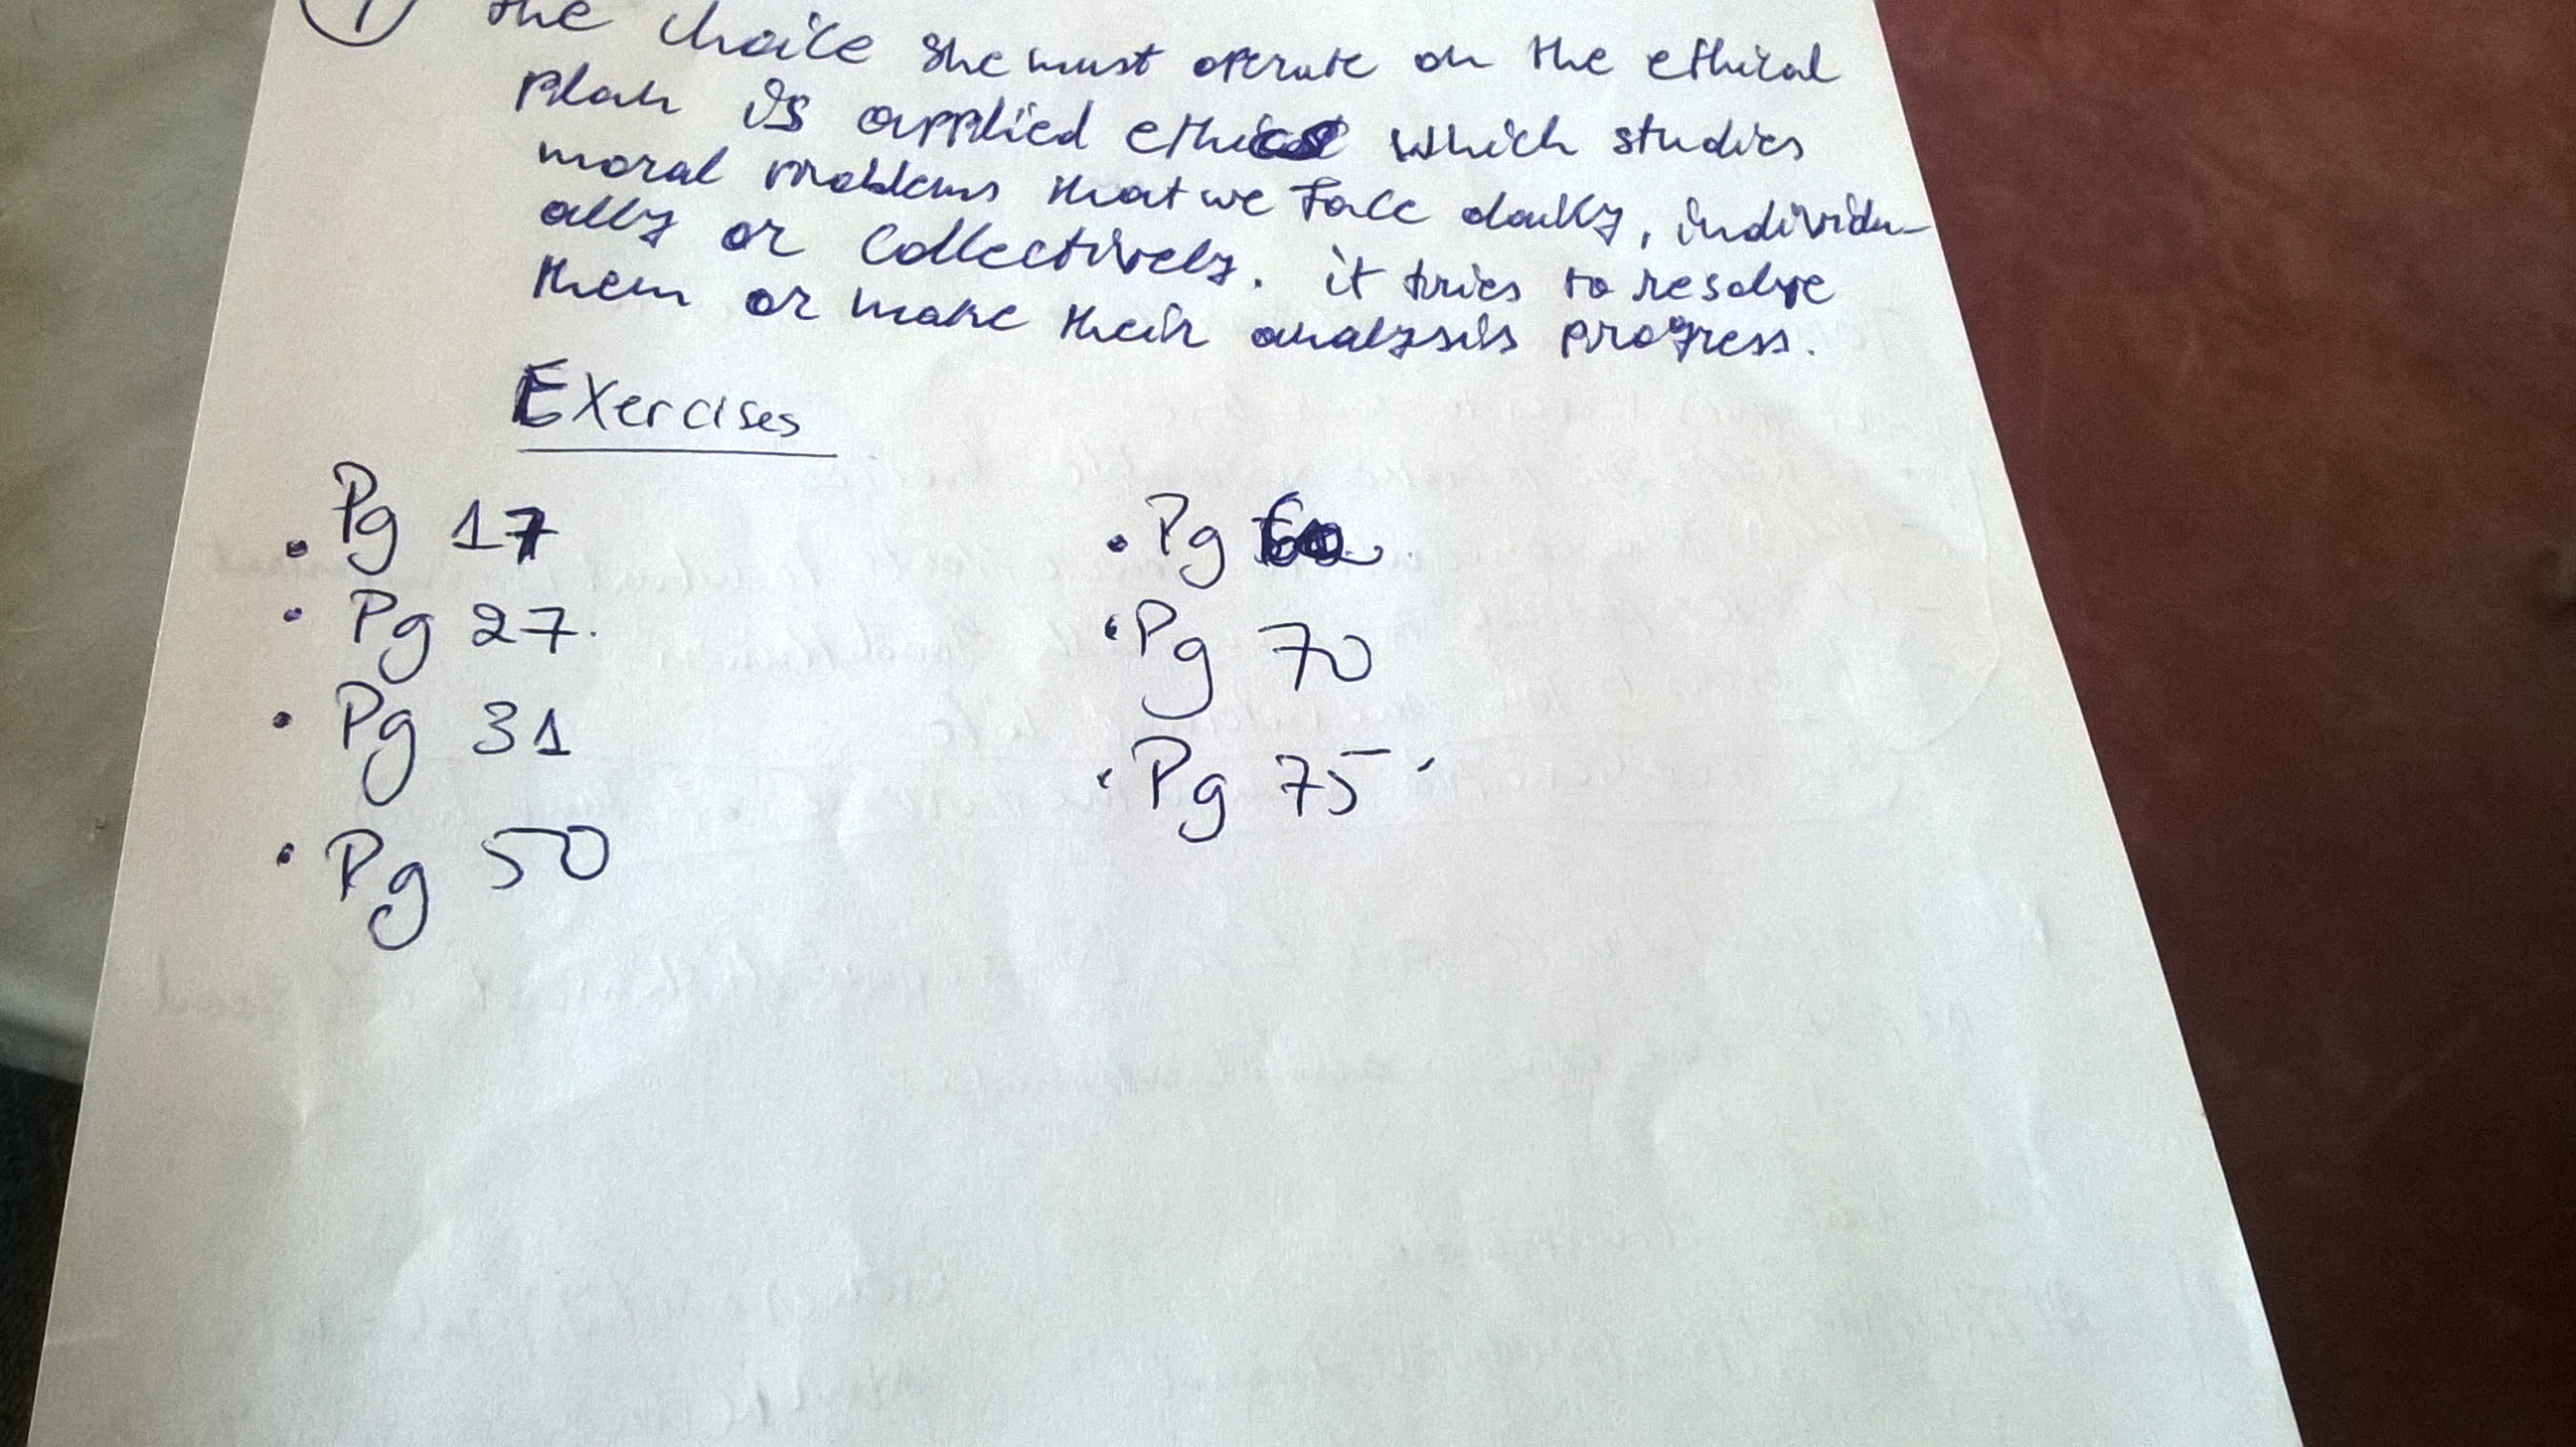 1 the choice she must operate on the ethical
plan is applied ethics which studies
moral problems that we face daily, individu-
ally or collectively. it tries to resolve
them or make their analysis progress.
Exercises
• Pg 17
• Pg 27.
• Pg 31
• Pg 50
• Pg
• Pg 70
• Pg 75